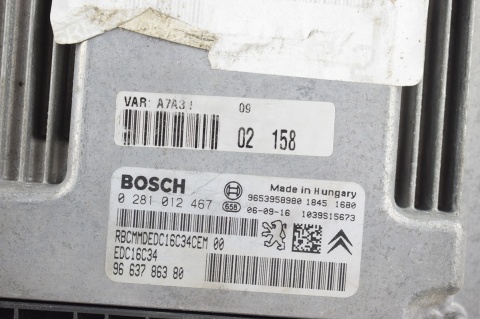 VAR: A7A3 09
02 158
BOSCH Made in Hungary
9653958980 1845 1680
0 281 012 467 658 06-09-16 1039S15673
RBCMMDEDC16C34CEM 00
EDC16C34
96 637 863 80